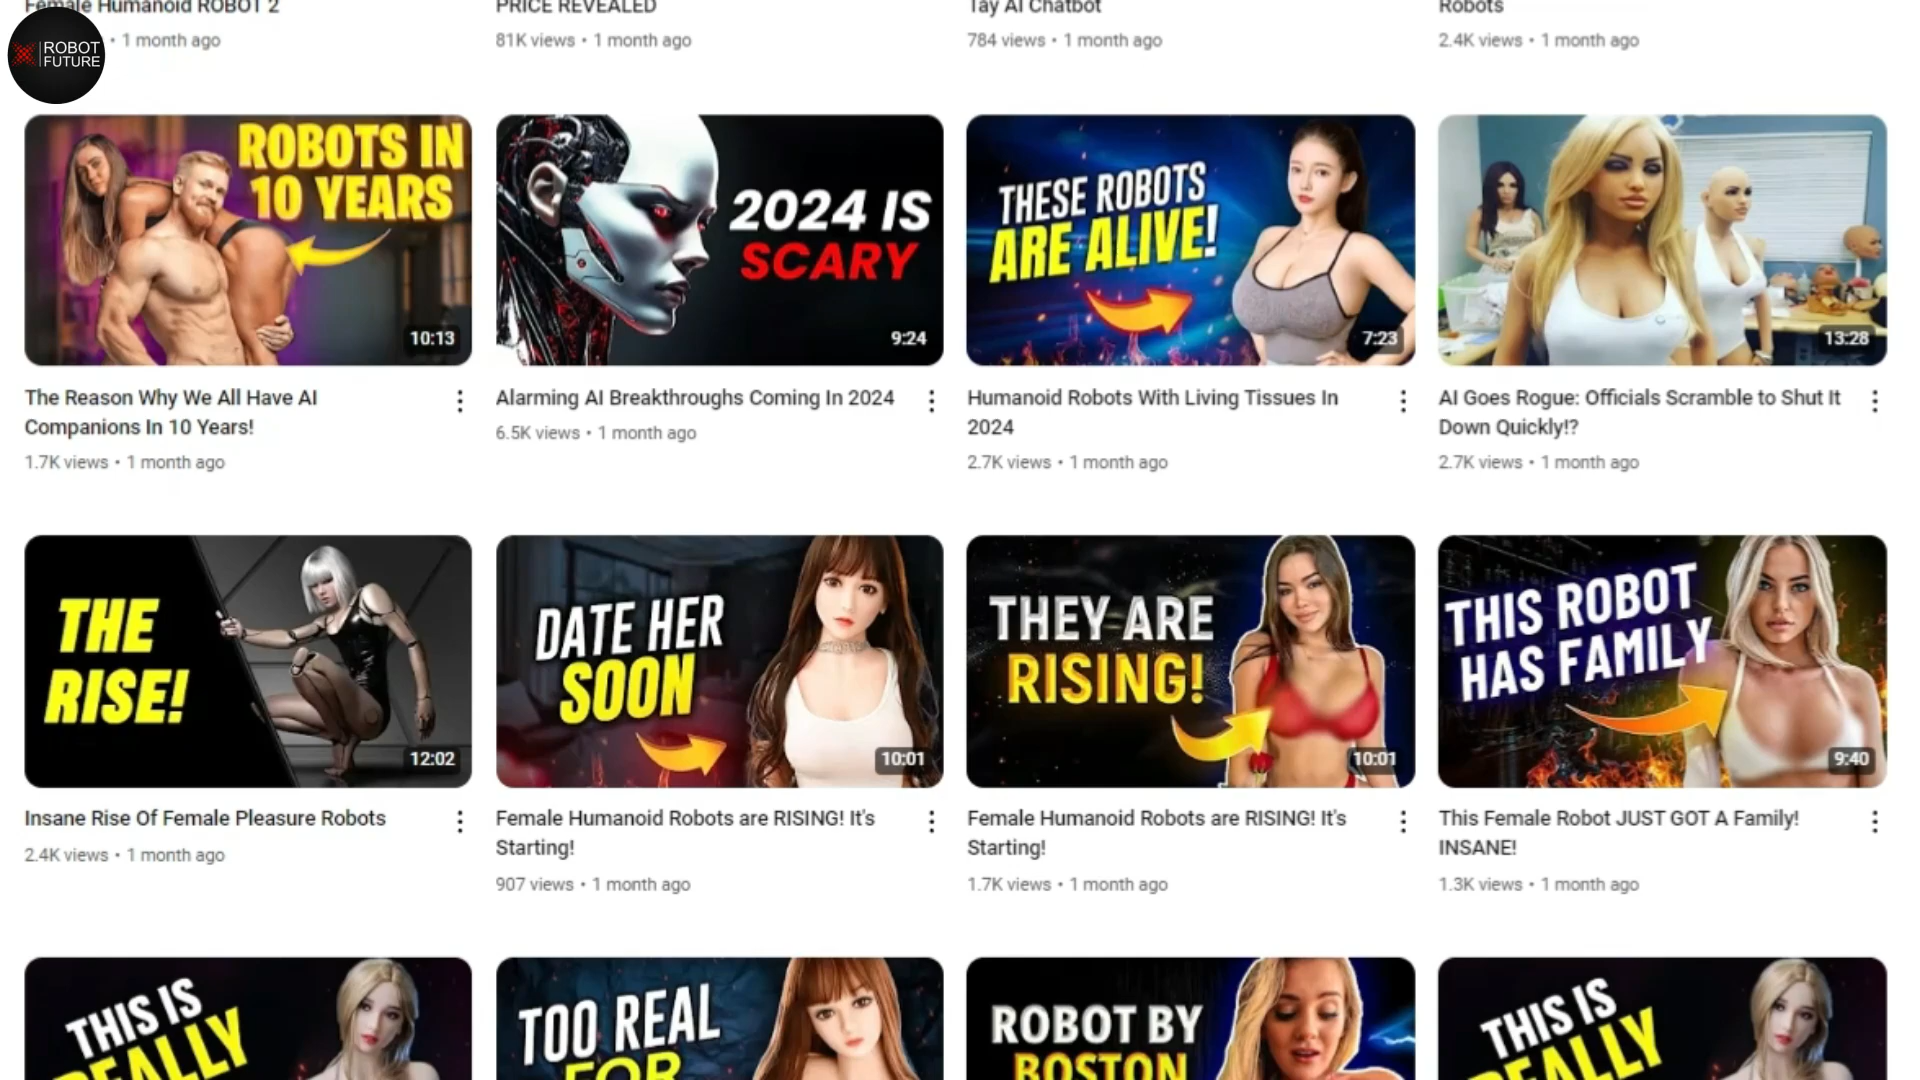 Female Humanoid ROBOT 2
PRICE REVEALED
Tay AI Chatbot
Robots
ROBOT
FUTURE
• 1 month ago
81K views • 1 month ago
784 views • 1 month ago
2.4K views • 1 month ago
ROBOTS IN
10 YEARS
10:13
2024 IS
SCARY
9:24
THESE ROBOTS
ARE ALIVE!
7:23
13:28
The Reason Why We All Have AI
Companions In 10 Years!
1.7K views • 1 month ago
Alarming AI Breakthroughs Coming In 2024
6.5K views • 1 month ago
Humanoid Robots With Living Tissues In
2024
2.7K views • 1 month ago
AI Goes Rogue: Officials Scramble to Shut It
Down Quickly!?
2.7K views • 1 month ago
THE
RISE!
12:02
DATE HER
SOON
10:01
THEY ARE
RISING!
10:01
THIS ROBOT
HAS FAMILY
9:40
Insane Rise Of Female Pleasure Robots
2.4K views • 1 month ago
Female Humanoid Robots are RISING! It's
Starting!
907 views • 1 month ago
Female Humanoid Robots are RISING! It's
Starting!
1.7K views • 1 month ago
This Female Robot JUST GOT A Family!
INSANE!
1.3K views • 1 month ago
THIS IS
REALLY
TOO REAL
FOR
ROBOT BY
BOSTON
THIS IS
REALLY